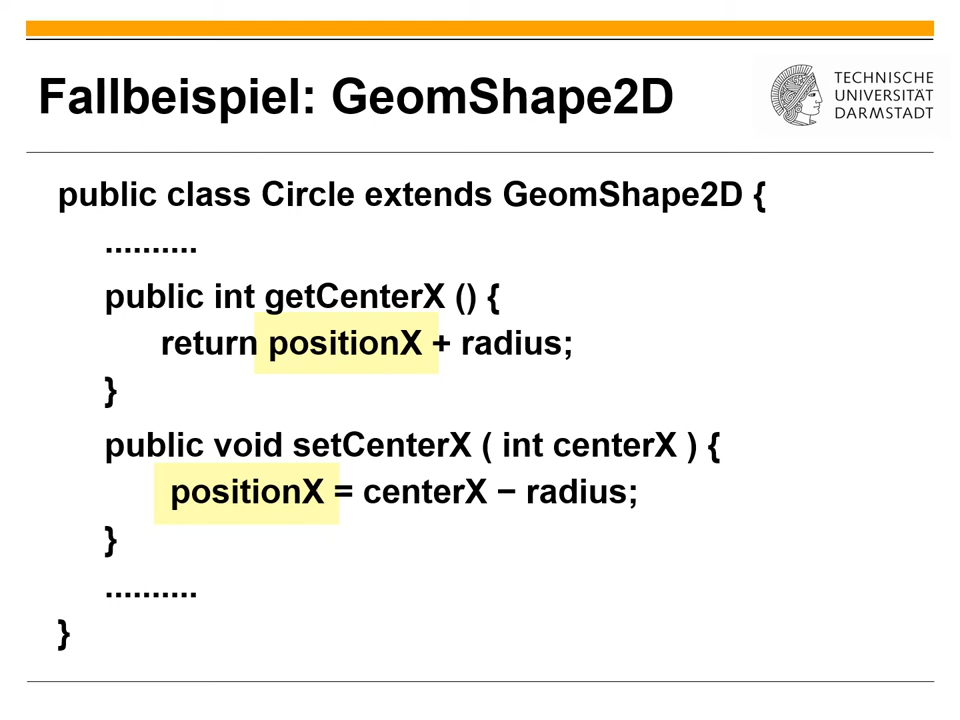 Fallbeispiel: GeomShape2D
TECHNISCHE
UNIVERSITÄT
DARMSTADT
public class Circle extends GeomShape2D {
..........
public int getCenterX () {
return positionX + radius;
}
public void setCenterX ( int centerX ) {
positionX = centerX − radius;
}
..........
}